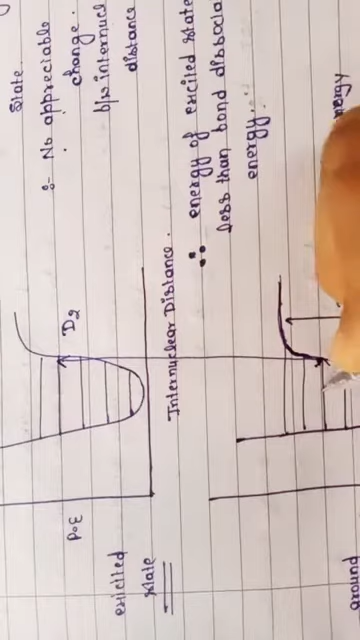 State
:- No appreciable
change.
b/w internucl
distance
D2
P.E
Internuclear Distance.
∴ energy of excited state
less than bond dissocia
energy.
state
ground